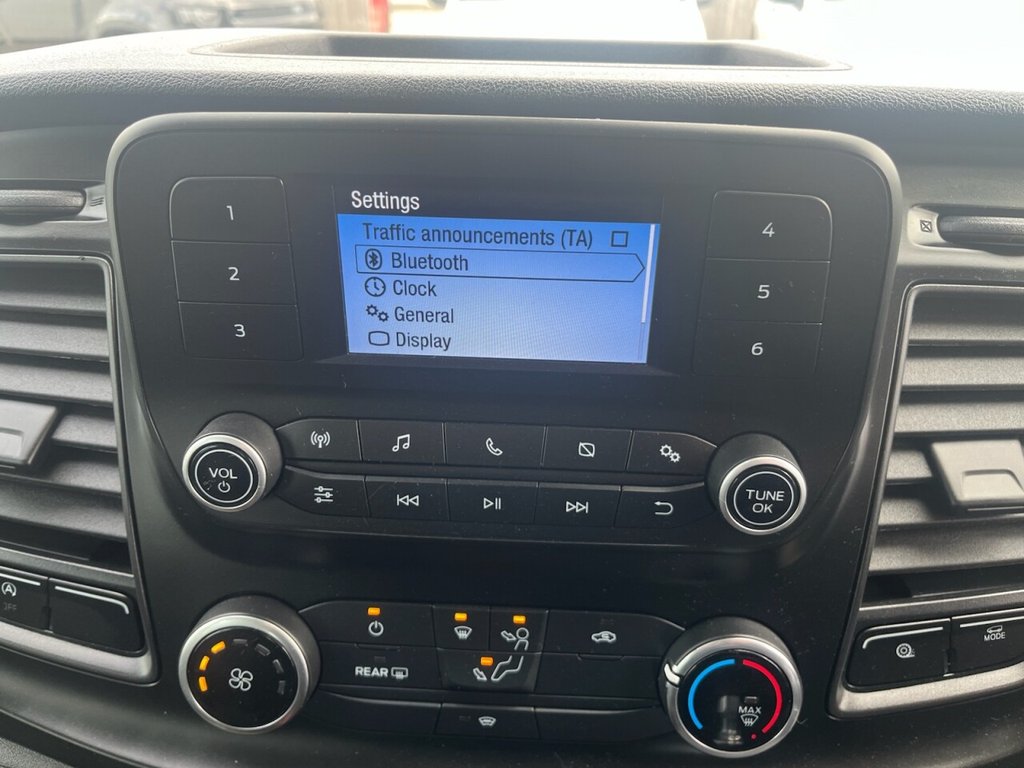 Settings
Traffic announcements (TA)
Bluetooth
Clock
General
Display
1
2
3
4
5
6
VOL
TUNE
OK
OFF
REAR
MAX
MODE